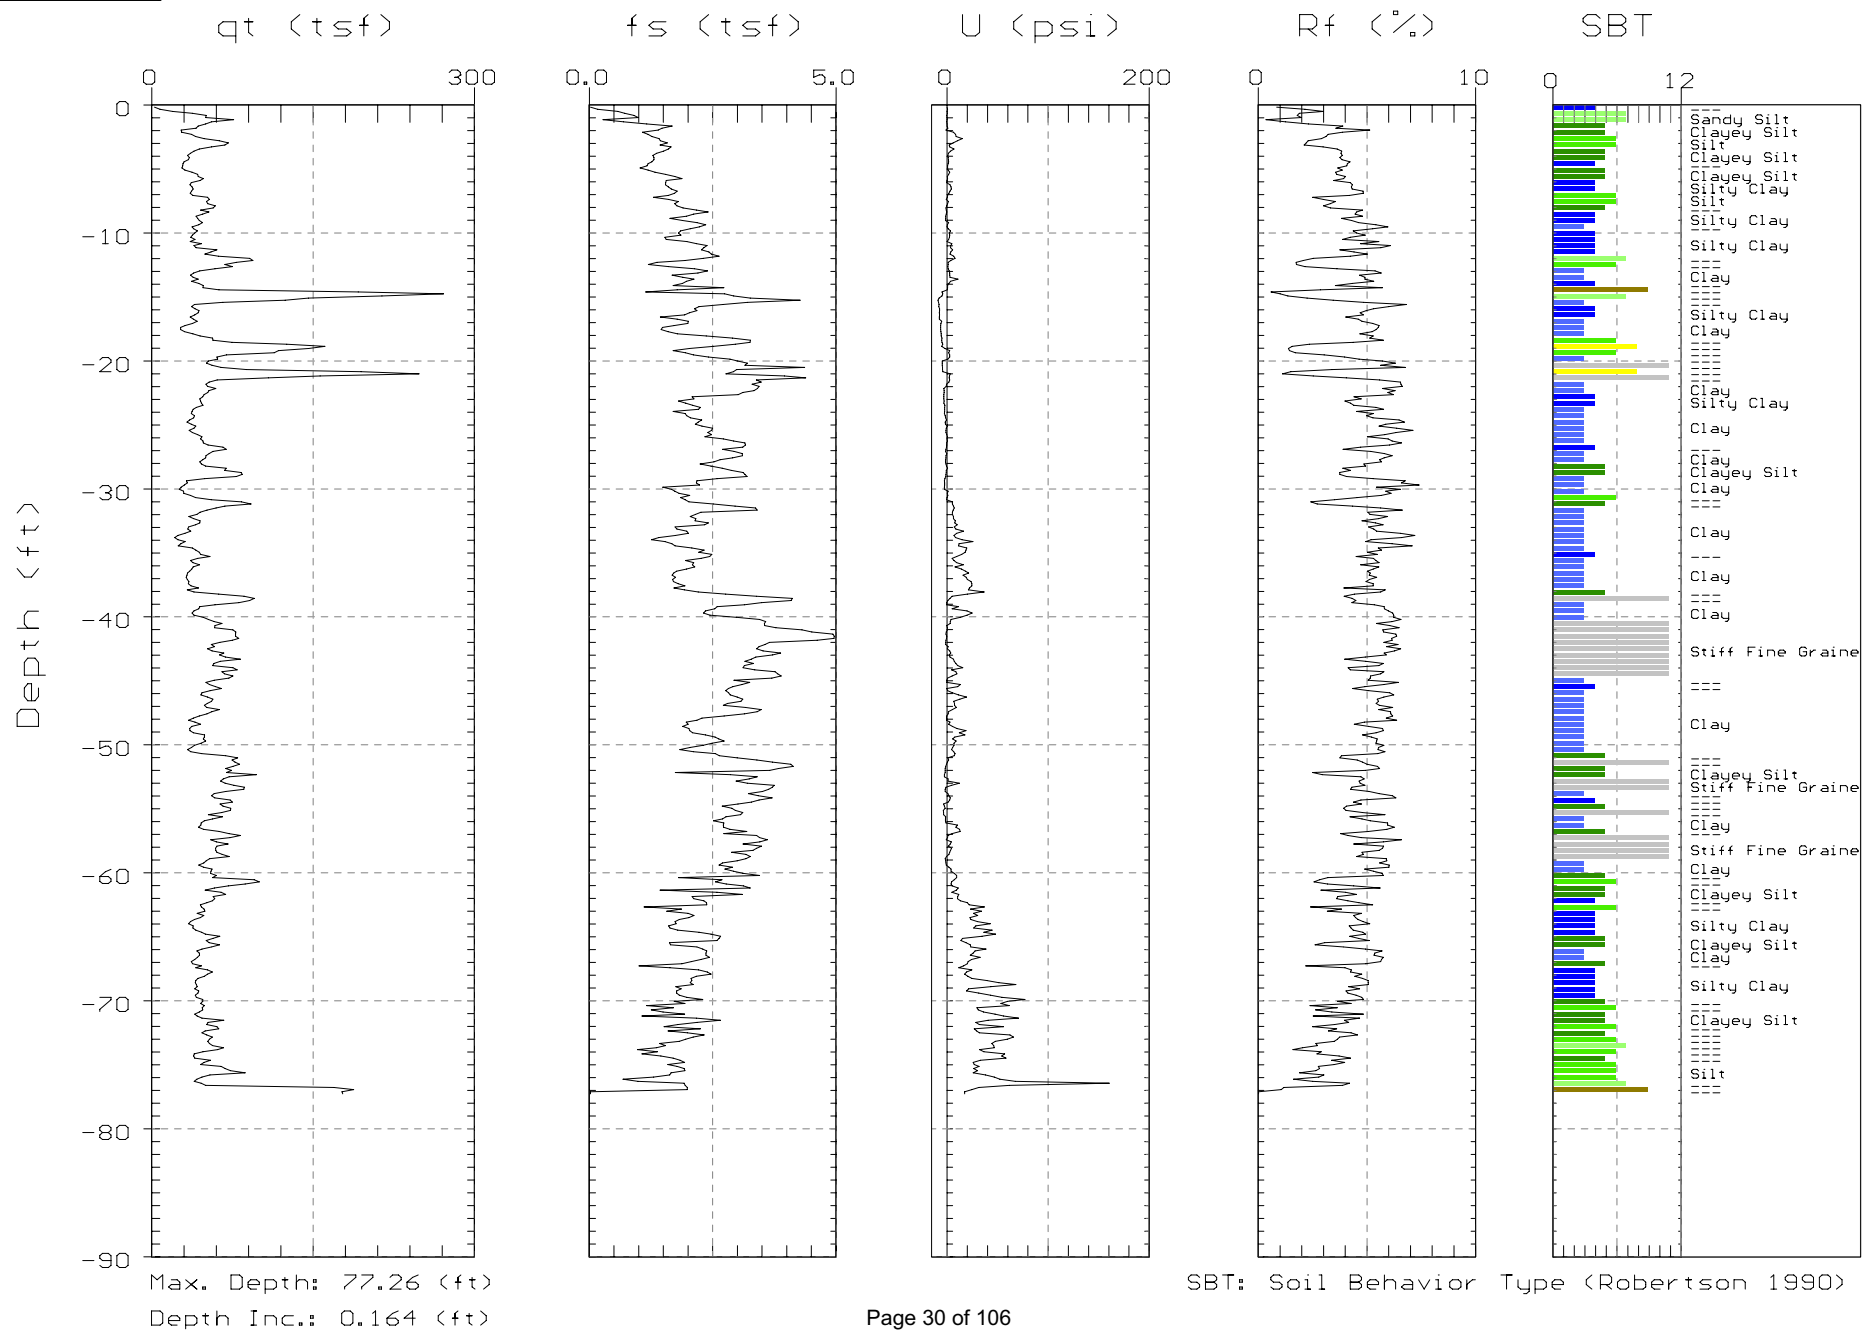 qt (tsf) fs (tsf) U (psi) Rf (%) SBT
0 300 0.0 5.0 0 200 0 10 0 12
0
Sandy Silt
Clayey Silt
Silt
Clayey Silt
Clayey Silt
Silty Clay
Silt
Silty Clay
-10
Silty Clay
Clay
Silty Clay
Clay
-20
Clay
Silty Clay
Clay
Clay
Clayey Silt
-30
Clay
Clay
Clay
-40
Clay
Stiff Fine Graine
Clay
-50
Clayey Silt
Stiff Fine Graine
Clay
Stiff Fine Graine
-60
Clay
Clayey Silt
Silty Clay
Clayey Silt
Clay
Silty Clay
-70
Clayey Silt
Silt
-80
-90
Depth (ft)
Max. Depth: 77.26 (ft)
SBT: Soil Behavior Type (Robertson 1990)
Depth Inc.: 0.164 (ft)
Page 30 of 106